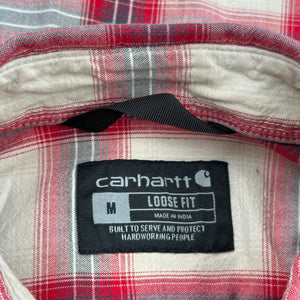 carhartt
M
LOOSE FIT
MADE IN INDIA
BUILT TO SERVE AND PROTECT
HARDWORKING PEOPLE